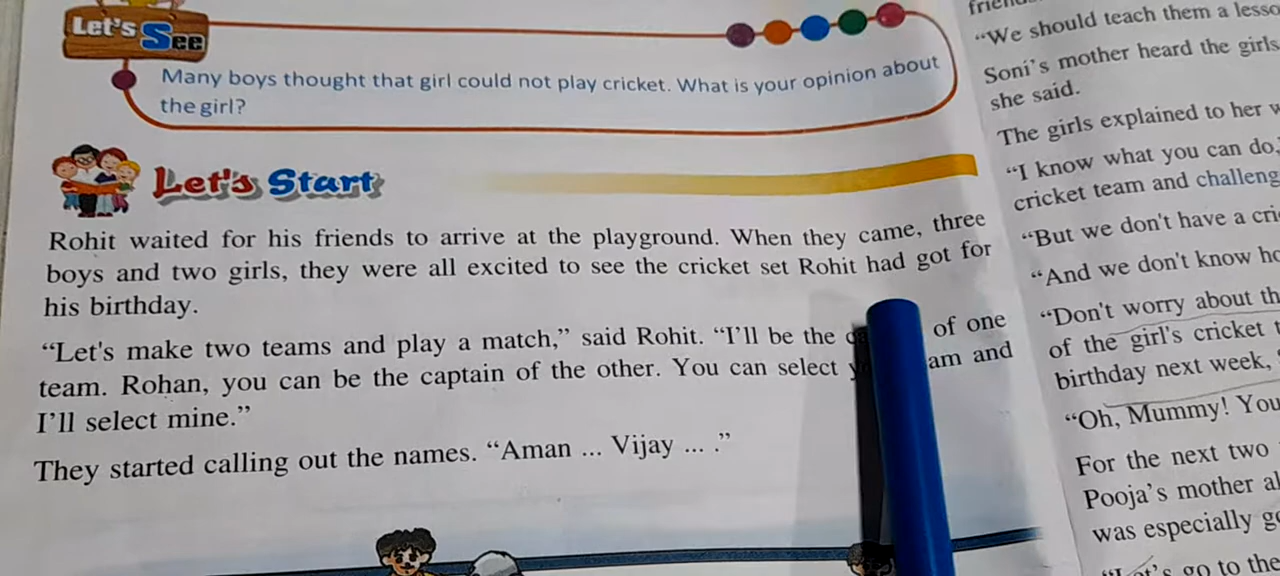 Let's See
Many boys thought that girl could not play cricket. What is your opinion about
the girl?
Let's Start
Rohit waited for his friends to arrive at the playground. When they came, three
boys and two girls, they were all excited to see the cricket set Rohit had got for
his birthday.
“Let's make two teams and play a match,” said Rohit. “I’ll be the of one
team. Rohan, you can be the captain of the other. You can select am and
I’ll select mine.”
They started calling out the names. “Aman ... Vijay ... .”
“We should teach them a
Soni’s mother heard the girls
she said.
The girls explained to her
“I know what you can do,
cricket team and
“But we don't have a
“And we don't know
“Don't worry about
of the girl's cricket
birthday next week,
“Oh, Mummy! You
For the next two
Pooja’s mother
was especially
go to the